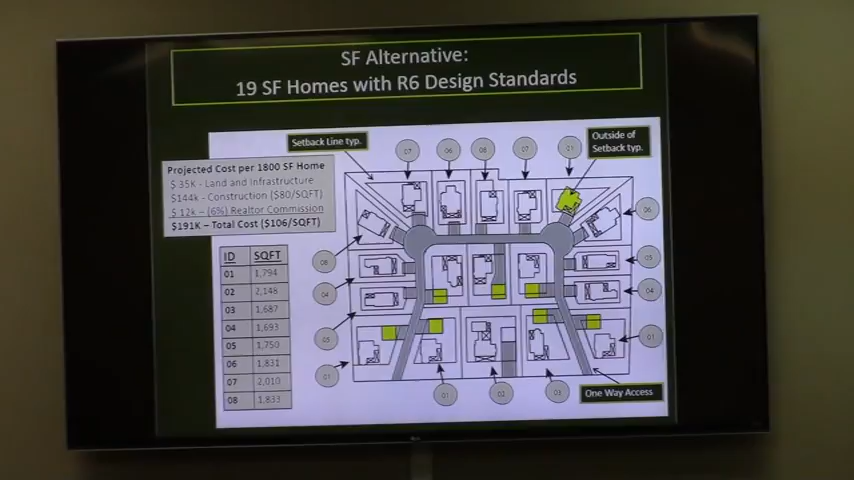 SF Alternative:
19 SF Homes with R6 Design Standards
Setback Line typ.
Outside of
Setback typ.
07
06
08
07
01
Projected Cost per 1800 SF Home
$ 35K - Land and Infrastructure
$144k - Construction ($80/SQFT)
$ 12k – (6%) Realtor Commission
$191K – Total Cost ($106/SQFT)
ID SQFT
01 1,794
02 2,148
03 1,687
04 1,693
05 1,750
06 1,831
07 2,010
08 1,833
08
04
05
01
06
05
04
01
01
02
03
One Way Access